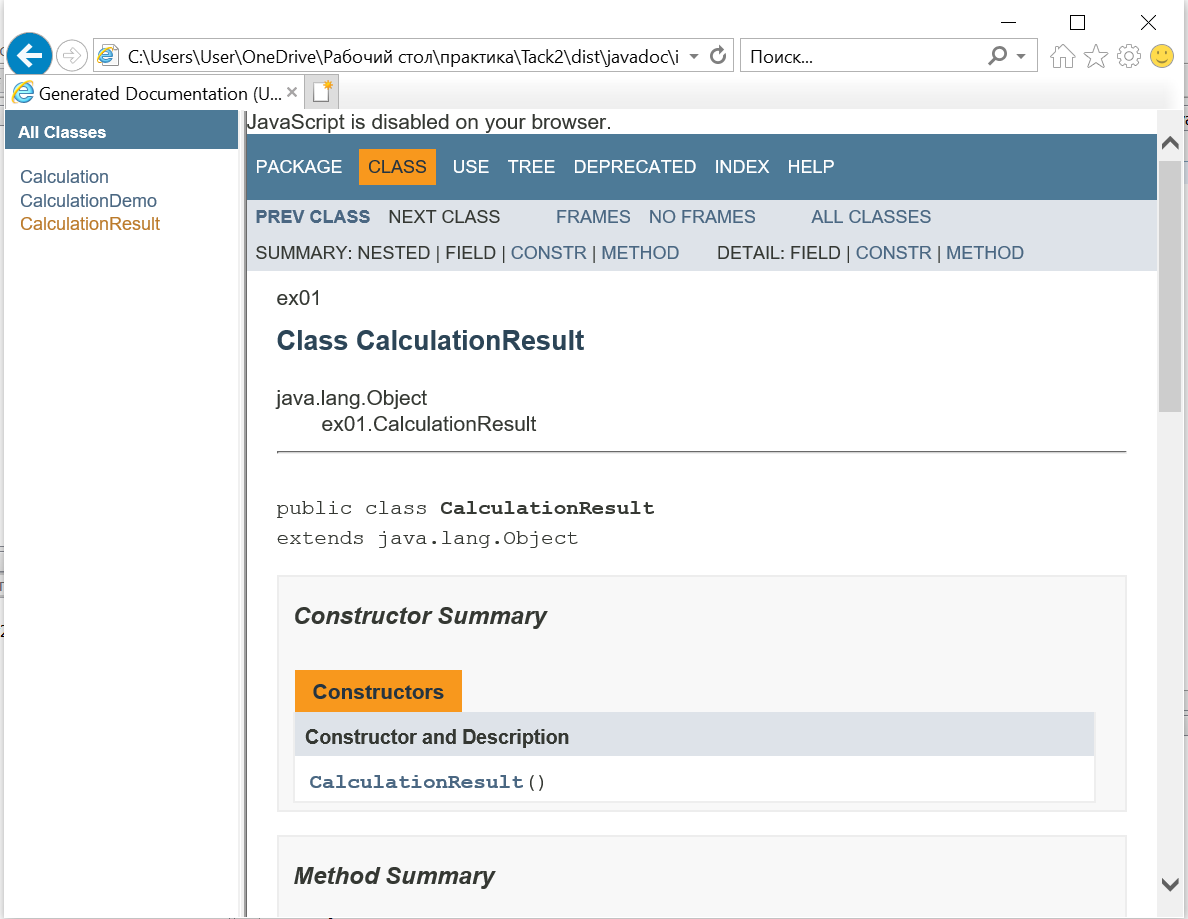 C:\Users\User\OneDrive\Рабочий стол\практика\Tack2\dist\javadoc\i
Поиск...
Generated Documentation (U...
All Classes
Calculation
CalculationDemo
CalculationResult
JavaScript is disabled on your browser.
PACKAGE CLASS USE TREE DEPRECATED INDEX HELP
PREV CLASS NEXT CLASS FRAMES NO FRAMES ALL CLASSES
SUMMARY: NESTED | FIELD | CONSTR | METHOD DETAIL: FIELD | CONSTR | METHOD
ex01
Class CalculationResult
java.lang.Object
ex01.CalculationResult
public class CalculationResult
extends java.lang.Object
Constructor Summary
Constructors
Constructor and Description
CalculationResult()
Method Summary